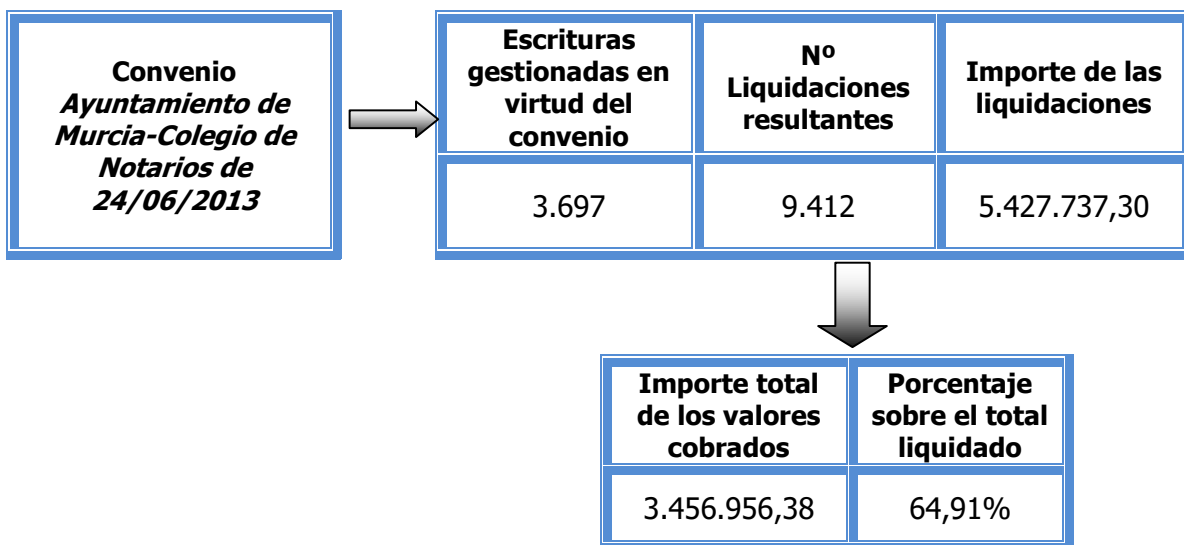 Convenio
Ayuntamiento de
Murcia-Colegio de
Notarios de
24/06/2013
Escrituras
gestionadas en
virtud del
convenio
Nº
Liquidaciones
resultantes
Importe de las
liquidaciones
3.697
9.412
5.427.737,30
Importe total
de los valores
cobrados
Porcentaje
sobre el total
liquidado
3.456.956,38
64,91%